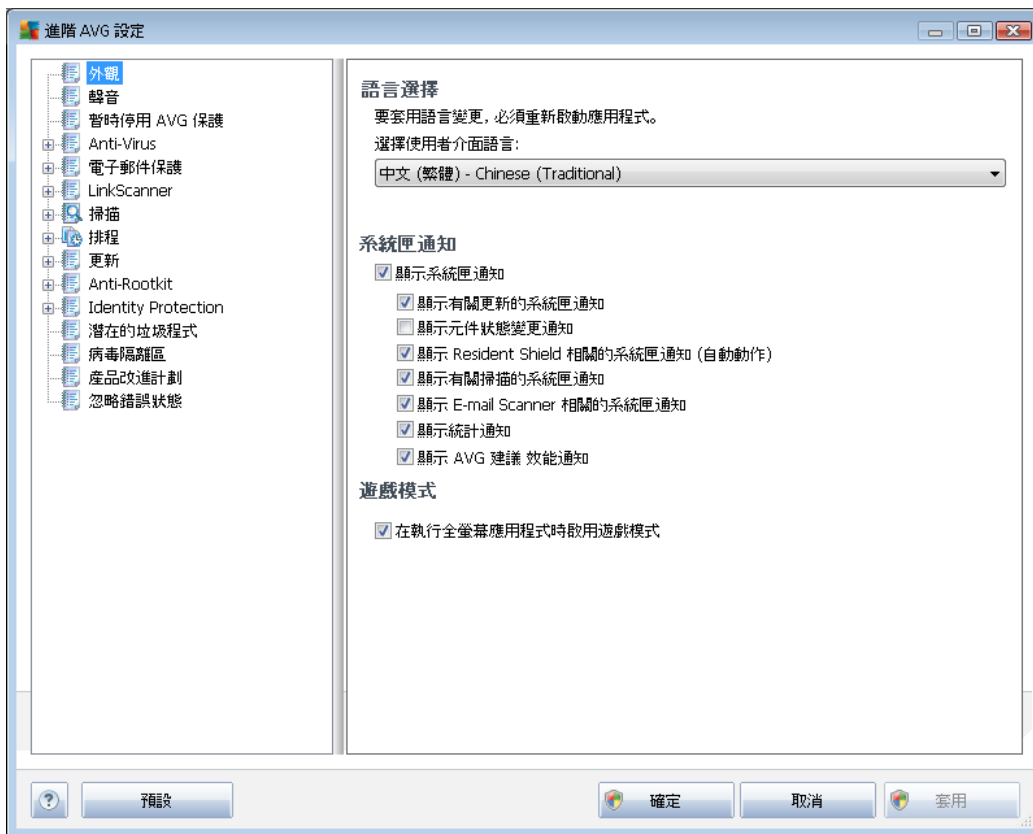 進階 AVG 設定
外觀
聲音
暫時停用 AVG 保護
Anti-Virus
電子郵件保護
LinkScanner
掃描
排程
更新
Anti-Rootkit
Identity Protection
潛在的垃圾程式
病毒隔離區
產品改進計劃
忽略錯誤狀態
語言選擇
要套用語言變更,必須重新啟動應用程式。
選擇使用者介面語言:
中文 (繁體) - Chinese (Traditional)
系統匣通知
顯示系統匣通知
顯示有關更新的系統匣通知
顯示元件狀態變更通知
顯示 Resident Shield 相關的系統匣通知 (自動動作)
顯示有關掃描的系統匣通知
顯示 E-mail Scanner 相關的系統匣通知
顯示統計通知
顯示 AVG 建議 效能通知
遊戲模式
在執行全螢幕應用程式時啟用遊戲模式
?
預設
確定
取消
套用